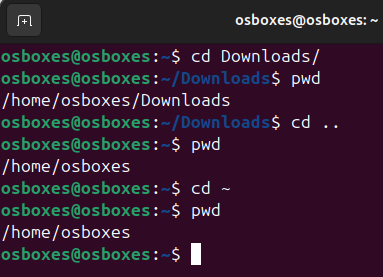 osboxes@osboxes: ~
osboxes@osboxes:~$ cd Downloads/
osboxes@osboxes:~/Downloads$ pwd
/home/osboxes/Downloads
osboxes@osboxes:~/Downloads$ cd ..
osboxes@osboxes:~$ pwd
/home/osboxes
osboxes@osboxes:~$ cd ~
osboxes@osboxes:~$ pwd
/home/osboxes
osboxes@osboxes:~$